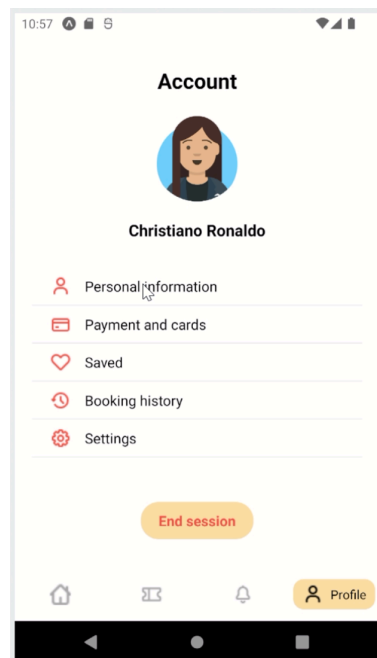 10:57
Account
Christiano Ronaldo
Personal information
Payment and cards
Saved
Booking history
Settings
End session
Profile